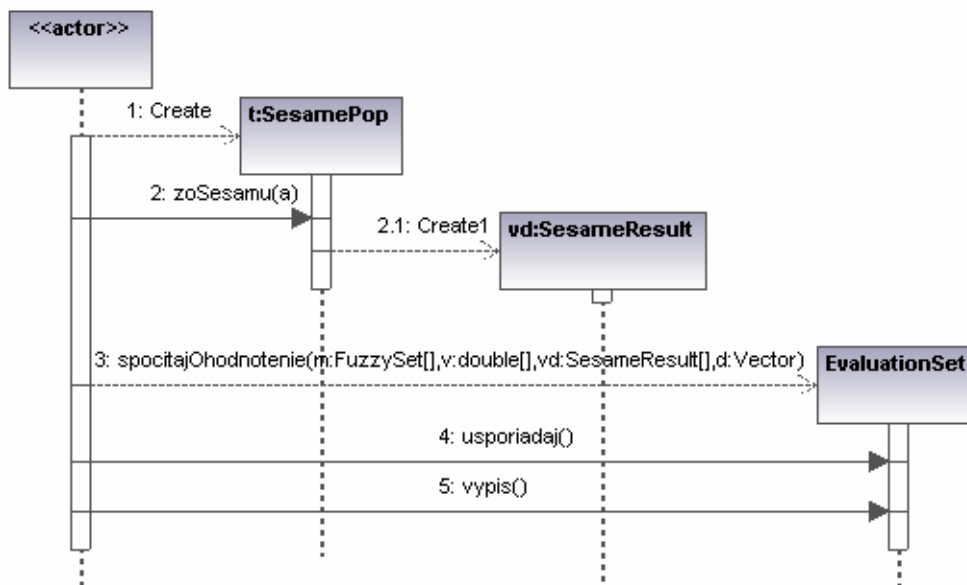 <<actor>>
1: Create
t:SesamePop
2: zoSesamu(a)
2.1: Create1
vd:SesameResult
3: spocitajOhodnotenie(m:FuzzySet[],v:double[],vd:SesameResult[],d:Vector)
EvaluationSet
4: usporiadaj()
5: vypis()